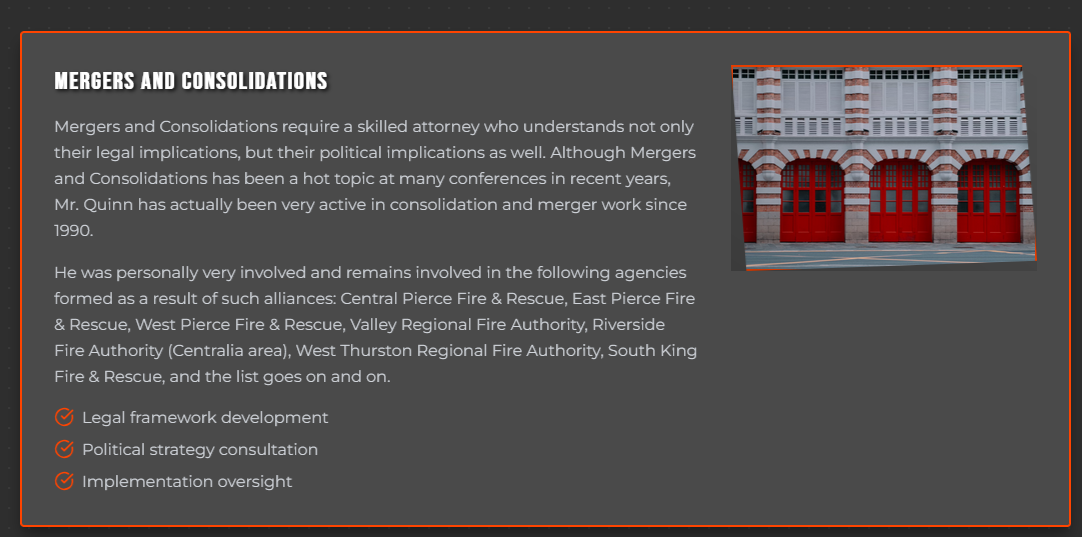 MERGERS AND CONSOLIDATIONS
Mergers and Consolidations require a skilled attorney who understands not only
their legal implications, but their political implications as well. Although Mergers
and Consolidations has been a hot topic at many conferences in recent years,
Mr. Quinn has actually been very active in consolidation and merger work since
1990.
He was personally very involved and remains involved in the following agencies
formed as a result of such alliances: Central Pierce Fire & Rescue, East Pierce Fire
& Rescue, West Pierce Fire & Rescue, Valley Regional Fire Authority, Riverside
Fire Authority (Centralia area), West Thurston Regional Fire Authority, South King
Fire & Rescue, and the list goes on and on.
Legal framework development
Political strategy consultation
Implementation oversight